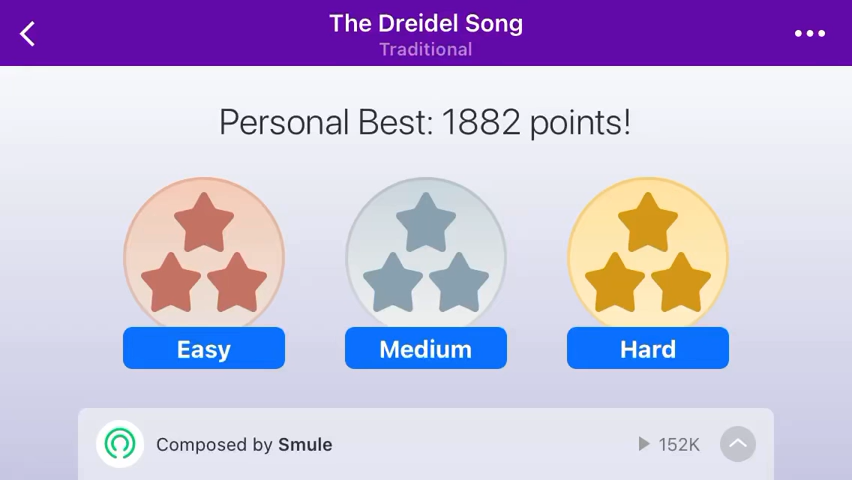 The Dreidel Song
Traditional
Personal Best: 1882 points!
Easy
Medium
Hard
Composed by Smule
152K